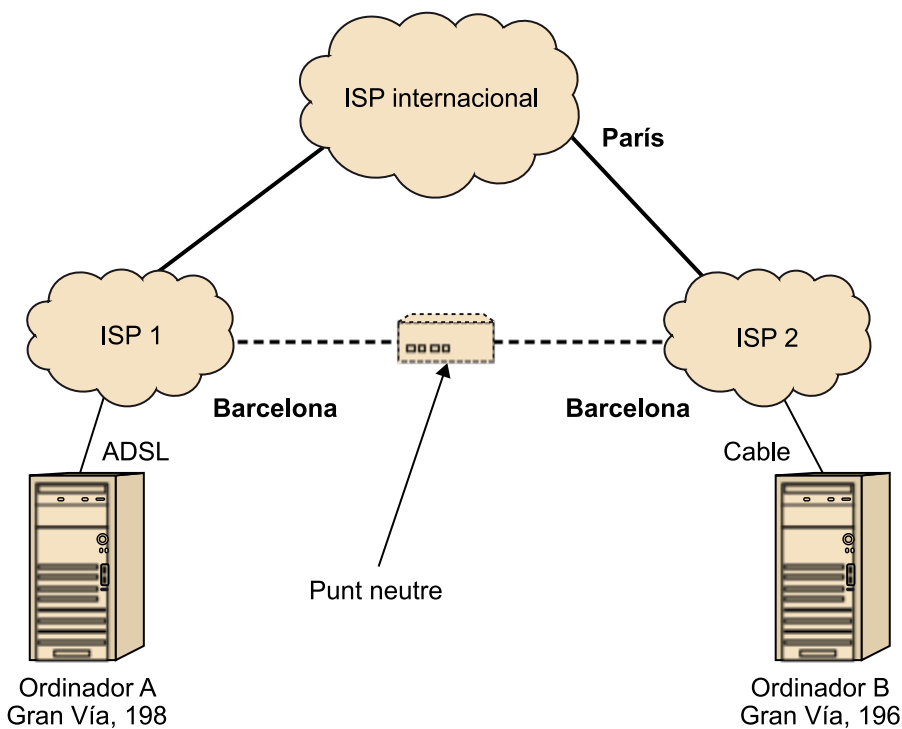 ISP internacional
París
ISP 1
ISP 2
Barcelona
Barcelona
ADSL
Cable
Punt neutre
Ordinador A
Gran Vía, 198
Ordinador B
Gran Vía, 196